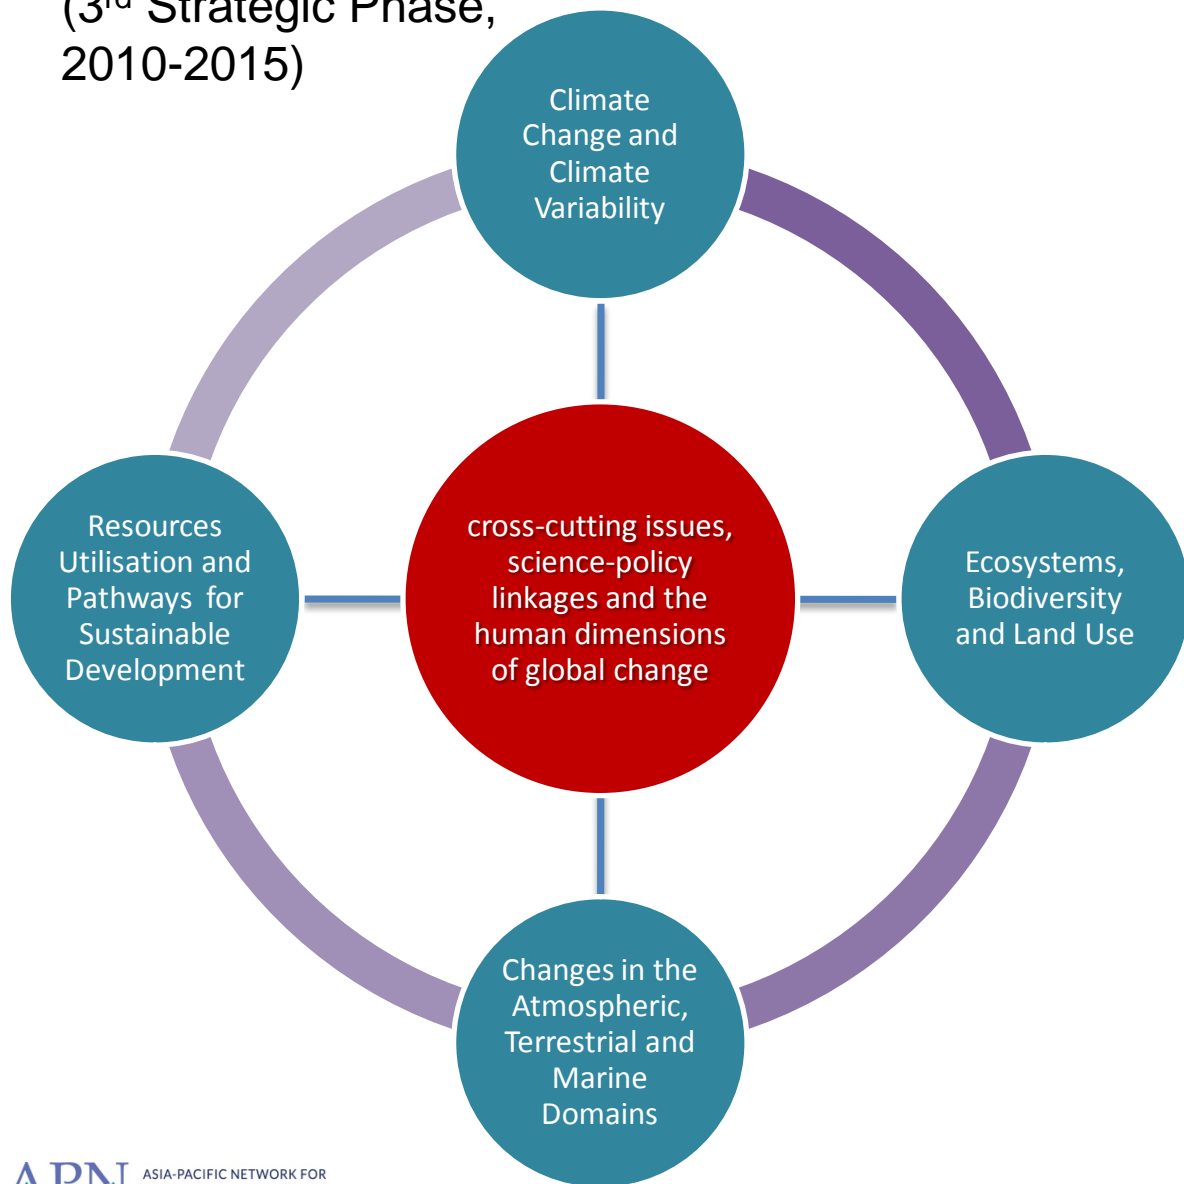 (3rd Strategic Phase,
2010-2015)
Climate
Change and
Climate
Variability
Resources
Utilisation and
Pathways for
Sustainable
Development
cross-cutting issues,
science-policy
linkages and the
human dimensions
of global change
Ecosystems,
Biodiversity
and Land Use
Changes in the
Atmospheric,
Terrestrial and
Marine
Domains
APN ASIA-PACIFIC NETWORK FOR